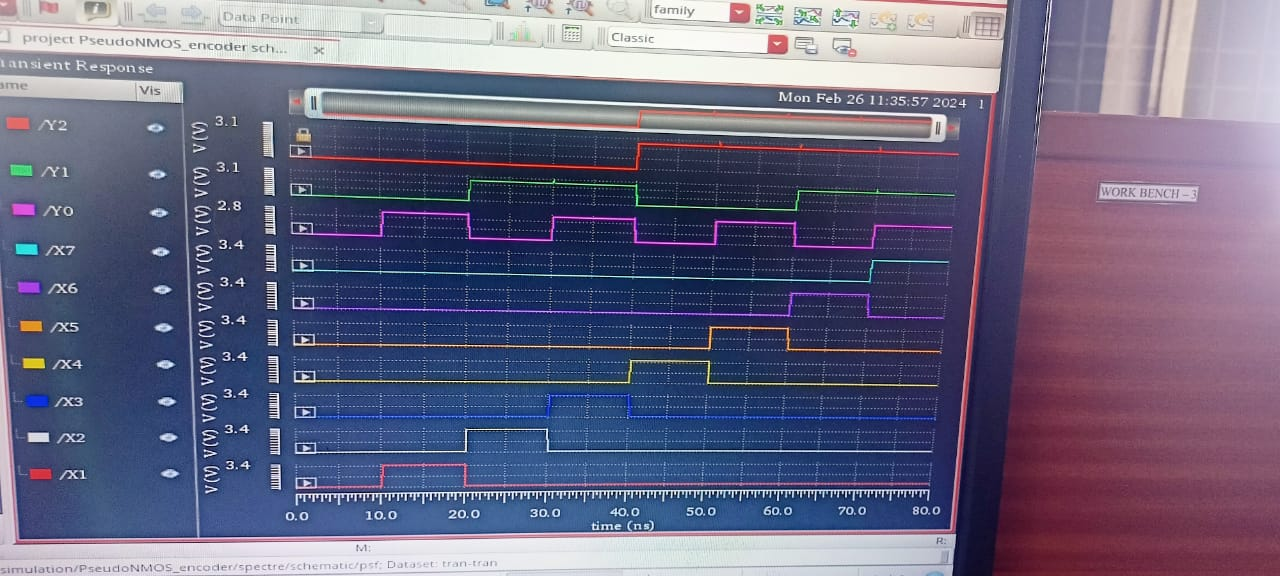 family
Data Point
Classic
project PseudoNMOS_encoder sch...
Transient Response
Name Vis
Mon Feb 26 11:35:57 2024 1
/Y2 3.1
/Y1 3.1
/Y0 2.8
/X7 3.4
/X6 3.4
/X5 3.4
/X4 3.4
/X3 3.4
/X2 3.4
/X1 3.4
V (V)
V (V)
V (V)
V (V)
V (V)
V (V)
V (V)
V (V)
V (V)
V (V)
0.0 10.0 20.0 30.0 40.0 50.0 60.0 70.0 80.0
time (ns)
M: R:
simulation/PseudoNMOS_encoder/spectre/schematic/psf; Dataset: tran-tran
WORK BENCH – 3